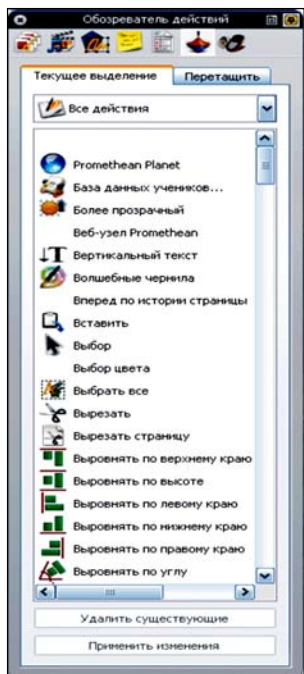 Обозреватель действий
Текущее выделение
Перетащить
Все действия
Promethean Planet
База данных учеников...
Более прозрачный
Веб-узел Promethean
Вертикальный текст
Волшебные чернила
Вперед по истории страницы
Вставить
Выбор
Выбор цвета
Выбрать все
Вырезать
Вырезать страницу
Выровнять по верхнему краю
Выровнять по высоте
Выровнять по левому краю
Выровнять по нижнему краю
Выровнять по правому краю
Выровнять по углу
Удалить существующие
Применить изменения